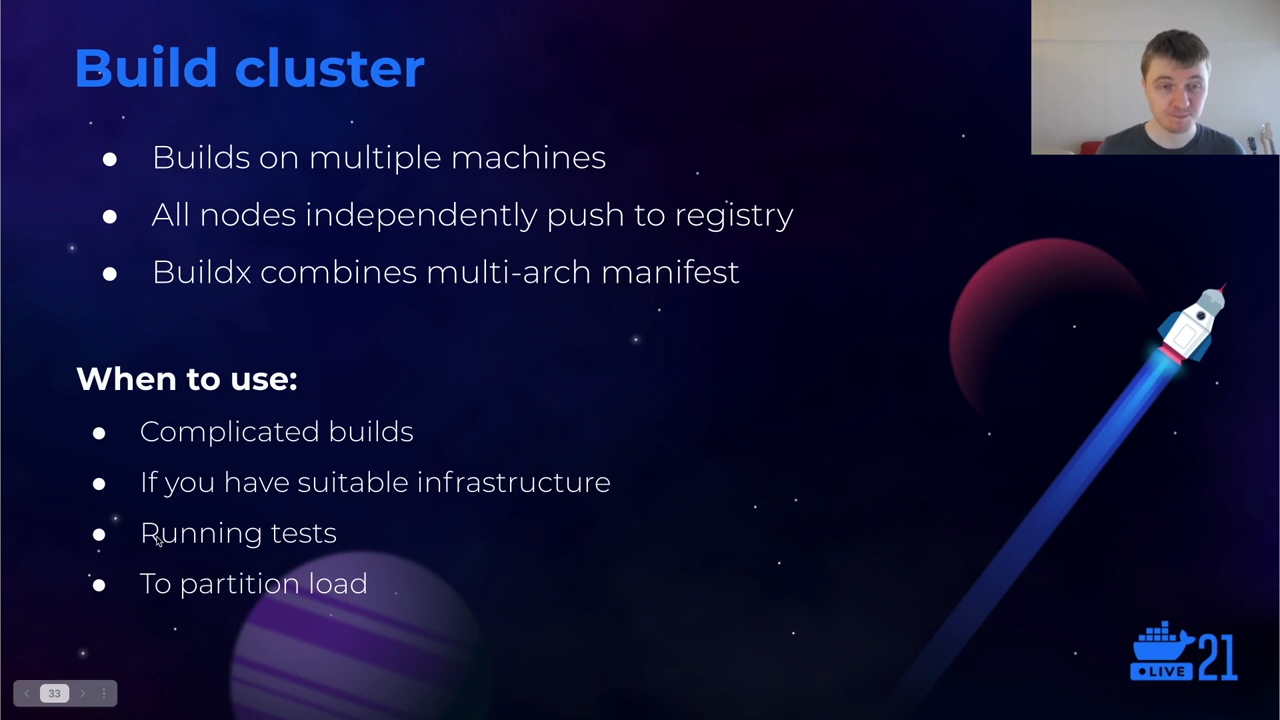 Build cluster
● Builds on multiple machines
● All nodes independently push to registry
● Buildx combines multi-arch manifest
When to use:
● Complicated builds
● If you have suitable infrastructure
● Running tests
● To partition load
LIVE 21
33